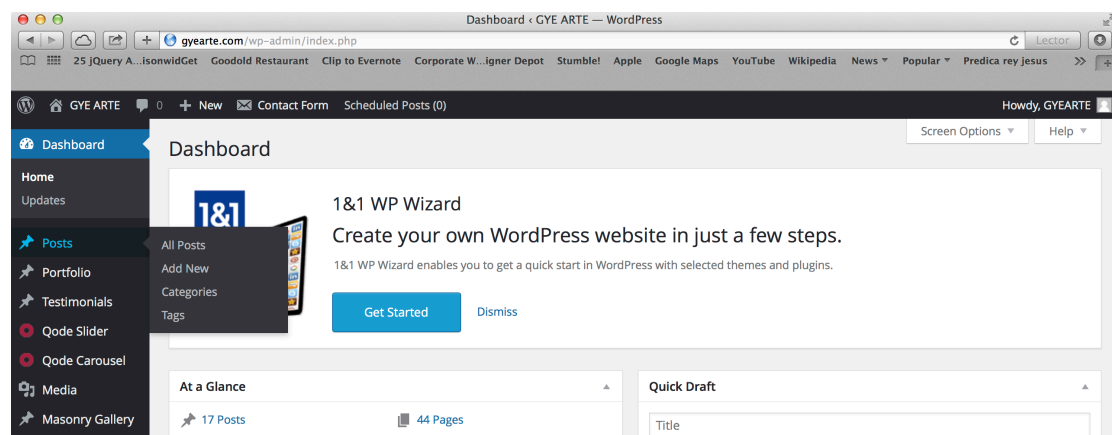 Dashboard ‹ GYE ARTE — WordPress
gyearte.com/wp-admin/index.php
Lector
25 jQuery A...isonwidGet Goodold Restaurant Clip to Evernote Corporate W...igner Depot Stumble! Apple Google Maps YouTube Wikipedia News Popular Predica rey jesus
GYE ARTE 0 + New Contact Form Scheduled Posts (0) Howdy, GYEARTE
Screen Options Help
Dashboard
Home
Updates
Posts
Portfolio
Testimonials
Qode Slider
Qode Carousel
Media
Masonry Gallery
All Posts
Add New
Categories
Tags
Dashboard
1&1
1&1 WP Wizard
Create your own WordPress website in just a few steps.
1&1 WP Wizard enables you to get a quick start in WordPress with selected themes and plugins.
Get Started Dismiss
At a Glance
17 Posts 44 Pages
Quick Draft
Title